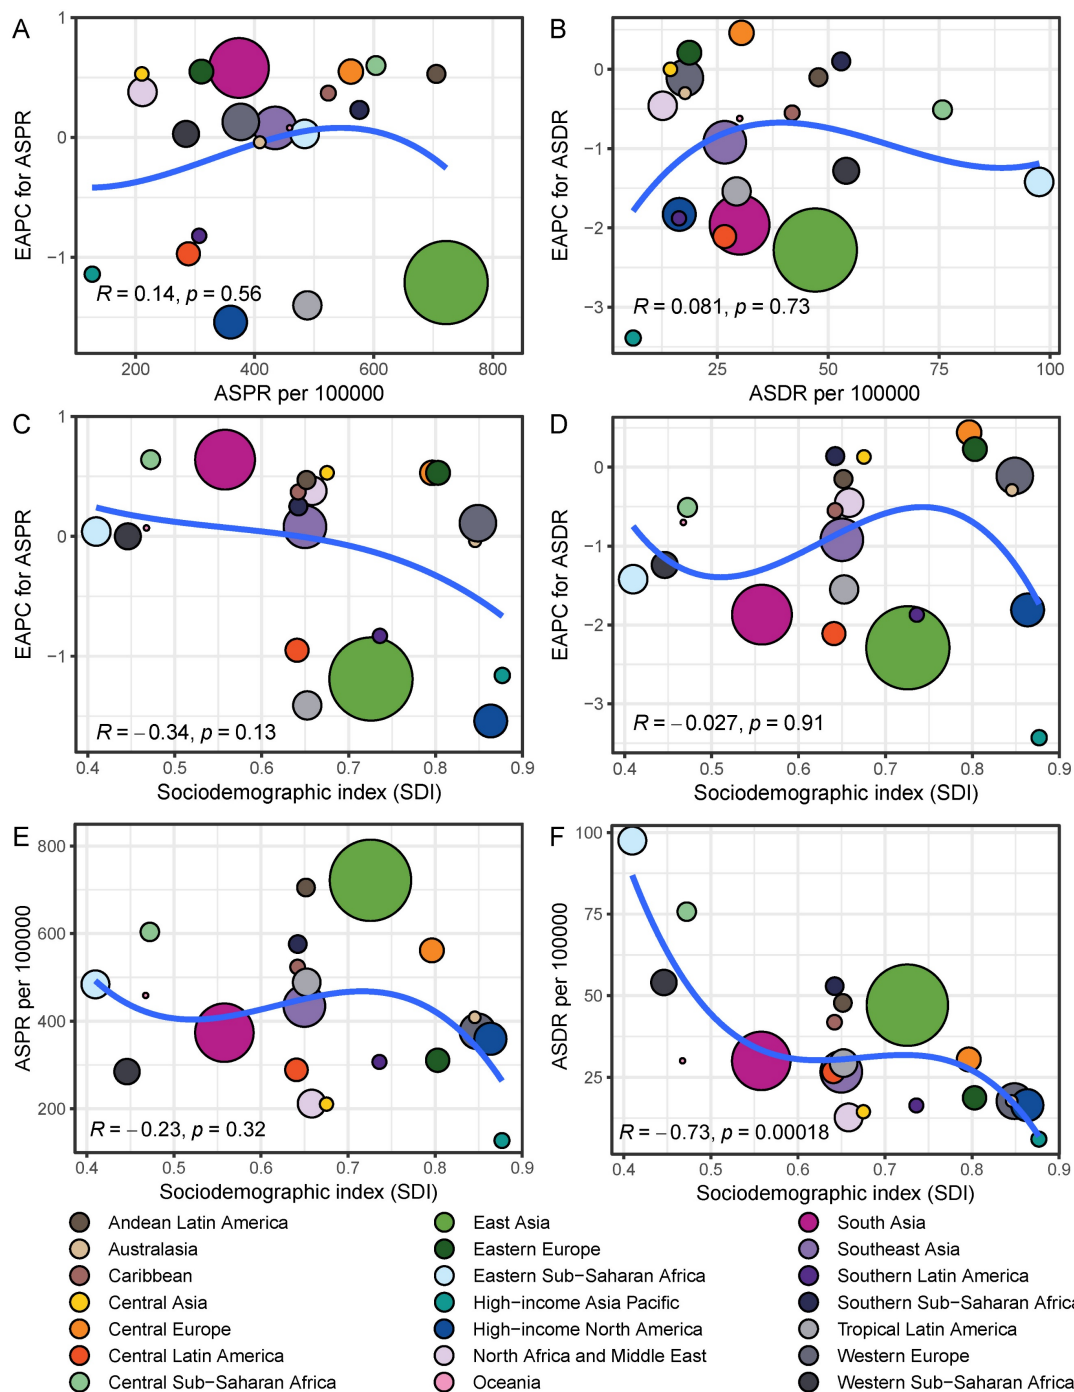 A
B
1
0
−1
EAPC for ASPR
R = 0.14, p = 0.56
200 400 600 800
ASPR per 100000
0
−1
−2
−3
EAPC for ASDR
R = 0.081, p = 0.73
25 50 75 100
ASDR per 100000
C
D
1
0
−1
EAPC for ASPR
R = −0.34, p = 0.13
0.4 0.5 0.6 0.7 0.8 0.9
Sociodemographic index (SDI)
0
−1
−2
−3
EAPC for ASDR
R = −0.027, p = 0.91
0.4 0.5 0.6 0.7 0.8 0.9
Sociodemographic index (SDI)
E
F
800
600
400
200
ASPR per 100000
R = −0.23, p = 0.32
0.4 0.5 0.6 0.7 0.8 0.9
Sociodemographic index (SDI)
100
75
50
25
ASDR per 100000
R = −0.73, p = 0.00018
0.4 0.5 0.6 0.7 0.8 0.9
Sociodemographic index (SDI)
Andean Latin America
Australasia
Caribbean
Central Asia
Central Europe
Central Latin America
Central Sub−Saharan Africa
East Asia
Eastern Europe
Eastern Sub−Saharan Africa
High−income Asia Pacific
High−income North America
North Africa and Middle East
Oceania
South Asia
Southeast Asia
Southern Latin America
Southern Sub−Saharan Africa
Tropical Latin America
Western Europe
Western Sub−Saharan Africa